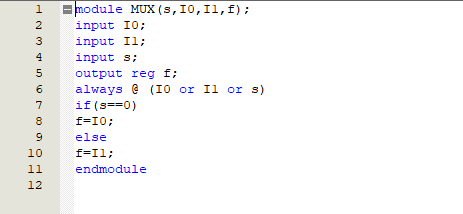 1 module MUX(s,I0,I1,f);
2 input I0;
3 input I1;
4 input s;
5 output reg f;
6 always @ (I0 or I1 or s)
7 if(s==0)
8 f=I0;
9 else
10 f=I1;
11 endmodule
12